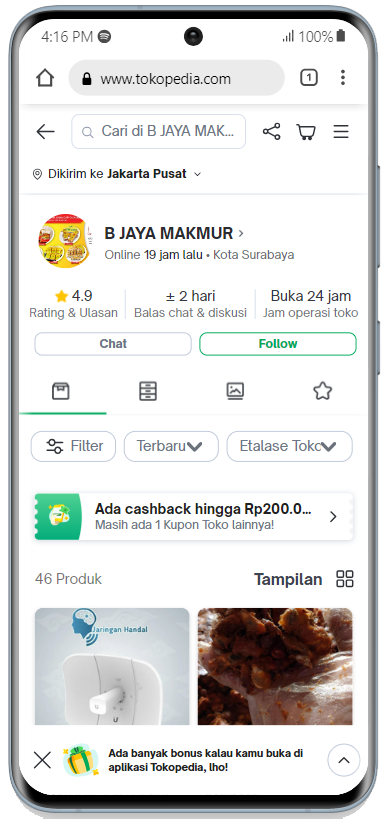 4:16 PM
100%
www.tokopedia.com
1
Cari di B JAYA MAK...
Dikirim ke Jakarta Pusat
B JAYA MAKMUR
Online 19 jam lalu • Kota Surabaya
4.9
± 2 hari
Buka 24 jam
Rating & Ulasan
Balas chat & diskusi
Jam operasi toko
Chat
Follow
Filter
Terbaru
Etalase Toko
Ada cashback hingga Rp200.0...
Masih ada 1 Kupon Toko lainnya!
46 Produk
Tampilan
Jaringan Handal
Ada banyak bonus kalau kamu buka di
aplikasi Tokopedia, lho!